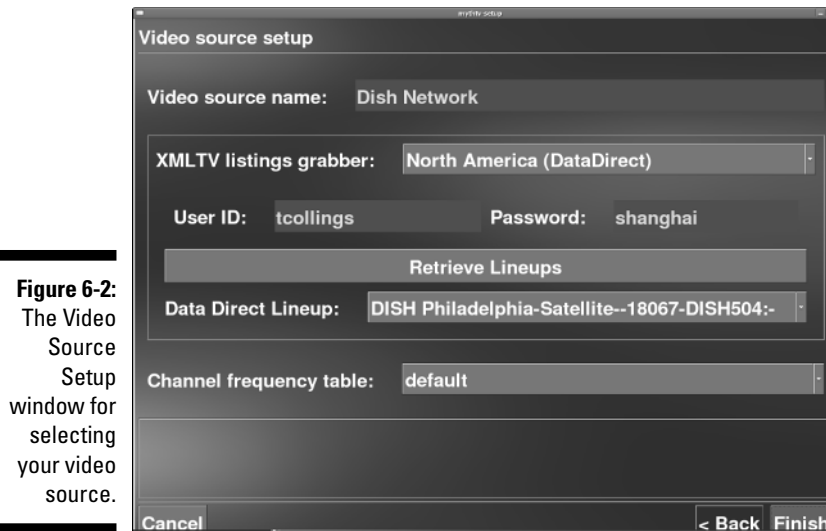 mythtv setup
Video source setup
Video source name: Dish Network
XMLTV listings grabber: North America (DataDirect)
User ID: tcollings Password: shanghai
Retrieve Lineups
Data Direct Lineup: DISH Philadelphia-Satellite--18067-DISH504:-
Channel frequency table: default
Cancel < Back Finish
Figure 6-2:
The Video
Source
Setup
window for
selecting
your video
source.